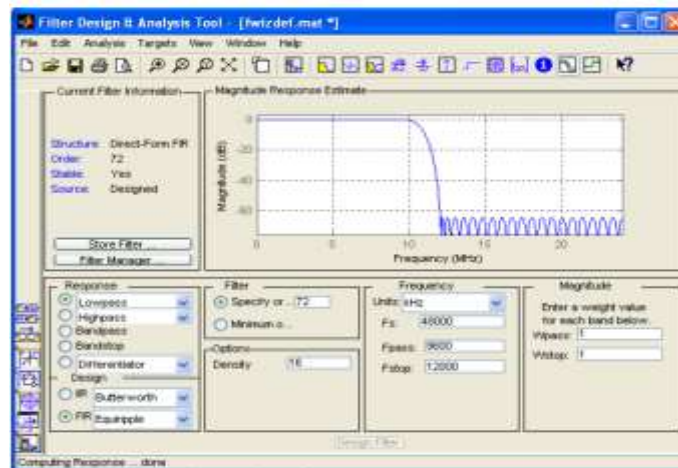 Filter Design & Analysis Tool - [fwizdef.mat *]
File Edit Analysis Targets View Window Help
Current Filter Information
Structure: Direct-Form FIR
Order: 72
Stable: Yes
Source: Designed
Store Filter ...
Filter Manager ...
Magnitude Response Estimate
Magnitude (dB)
0
-20
-40
-60
0 5 10 15 20
Frequency (MHz)
Response
Lowpass
Highpass
Bandpass
Bandstop
Differentiator
Design
IIR Butterworth
FIR Equiripple
Filter
Specify or.. 72
Minimum o...
Options
Density 16
Frequency
Units: kHz
Fs: 48000
Fpass: 9600
Fstop: 12000
Magnitude
Enter a weight value
for each band below.
Wpass: 1
Wstop: 1
Design Filter
Computing Response ... done